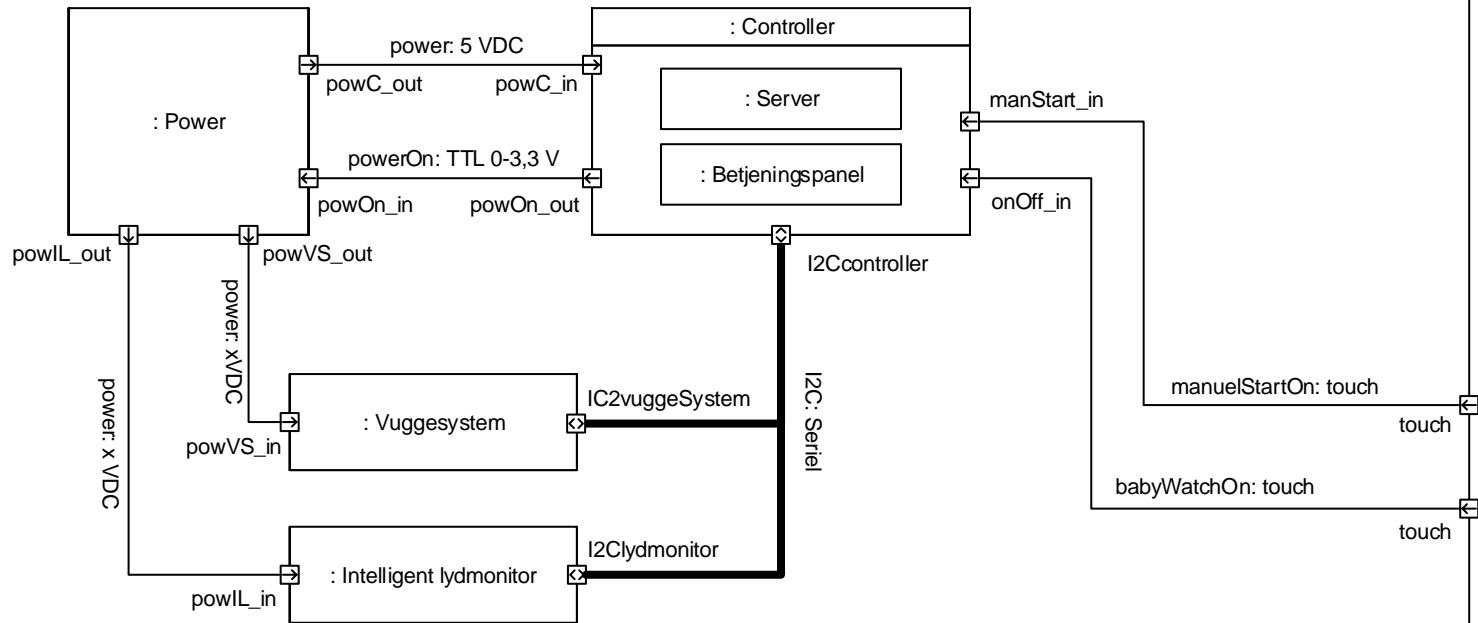 : Controller
power: 5 VDC
powC_out
powC_in
: Server
manStart_in
: Power
powerOn: TTL 0-3,3 V
: Betjeningspanel
powOn_in
powOn_out
onOff_in
powIL_out
powVS_out
I2Ccontroller
power: xVDC
power: x VDC
I2C: Seriel
manuelStartOn: touch
IC2vuggeSystem
: Vuggesystem
touch
powVS_in
babyWatchOn: touch
touch
I2Clydmonitor
: Intelligent lydmonitor
powIL_in